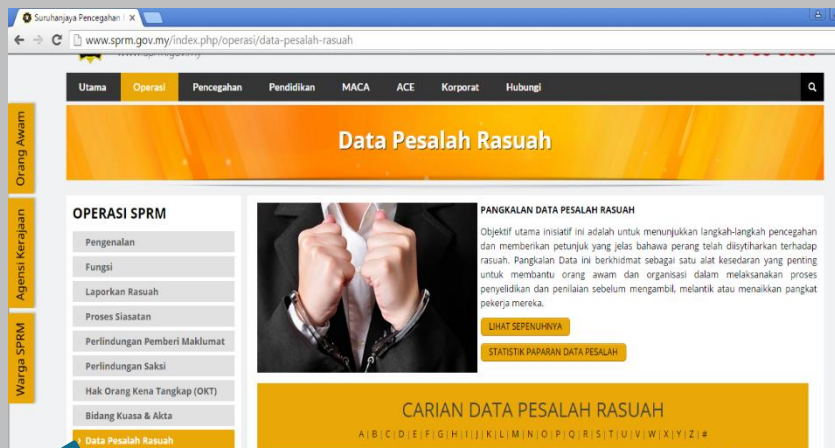 Suruhanjaya Pencegahan
www.sprm.gov.my/index.php/operasi/data-pesalah-rasuah
www.sprm.gov.my
Utama Operasi Pencegahan Pendidikan MACA ACE Korporat Hubungi
Data Pesalah Rasuah
Orang Awam
Agensi Kerajaan
Warga SPRM
OPERASI SPRM
Pengenalan
Fungsi
Laporkan Rasuah
Proses Siasatan
Perlindungan Pemberi Maklumat
Perlindungan Saksi
Hak Orang Kena Tangkap (OKT)
Bidang Kuasa & Akta
Data Pesalah Rasuah
PANGKALAN DATA PESALAH RASUAH
Objektif utama inisiatif ini adalah untuk menunjukkan langkah-langkah pencegahan
dan memberikan petunjuk yang jelas bahawa perang telah diisytiharkan terhadap
rasuah. Pangkalan Data ini berkhidmat sebagai satu alat kesedaran yang penting
untuk membantu orang awam dan organisasi dalam melaksanakan proses
penyelidikan dan penilaian sebelum mengambil, melantik atau menaikkan pangkat
pekerja mereka.
LIHAT SEPENUHNYA
STATISTIK PAPARAN DATA PESALAH
CARIAN DATA PESALAH RASUAH
A | B | C | D | E | F | G | H | I | J | K | L | M | N | O | P | Q | R | S | T | U | V | W | X | Y | Z | #